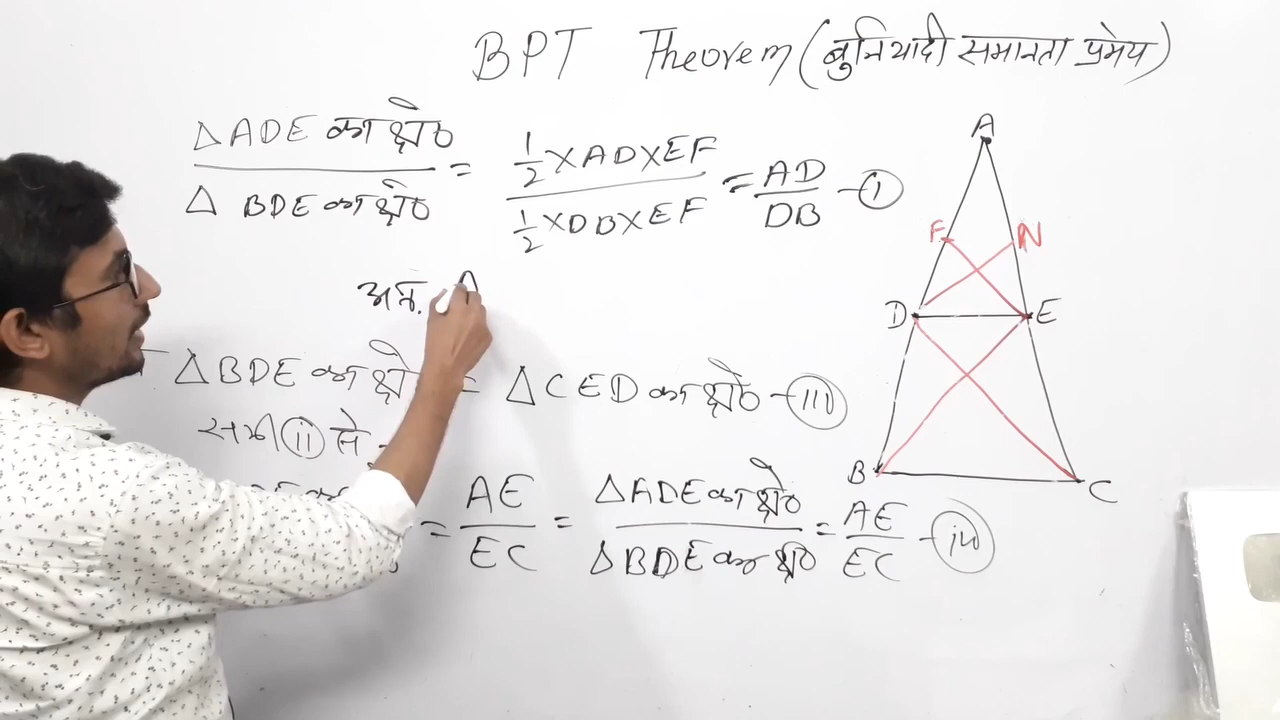 BPT Theorem (बुनियादी समानता प्रमेय)
△ADE का क्षे० / △BDE का क्षे० = 1/2 × AD × EF / 1/2 × DB × EF = AD/DB - (i)
अतः
△BDE का क्षे० = △CED का क्षे० - (iii)
समी (ii) से
= AE/EC = △ADE का क्षे० / △BDE का क्षे० = AE/EC - (iv)
A
F N
D E
B C